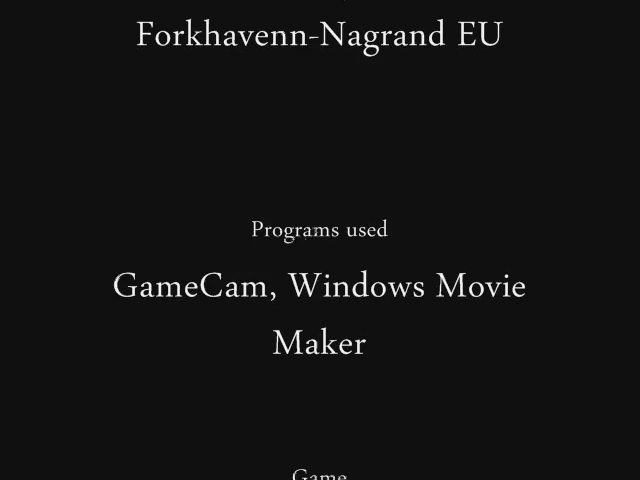 Forkhavenn-Nagrand EU
Programs used
GameCam, Windows Movie
Maker
Game